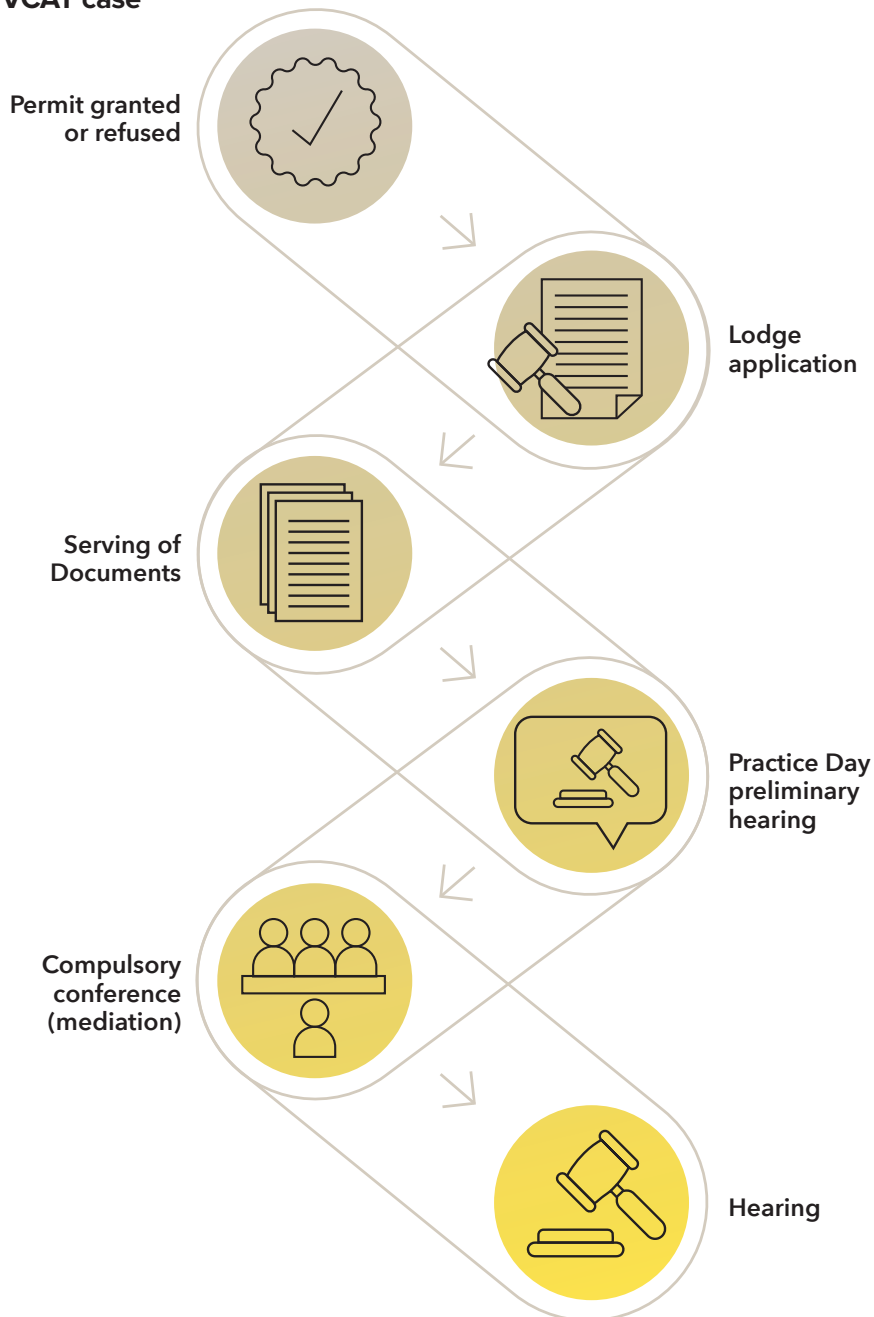 VCAT case
Permit granted
or refused
Lodge
application
Serving of
Documents
Practice Day
preliminary
hearing
Compulsory
conference
(mediation)
Hearing